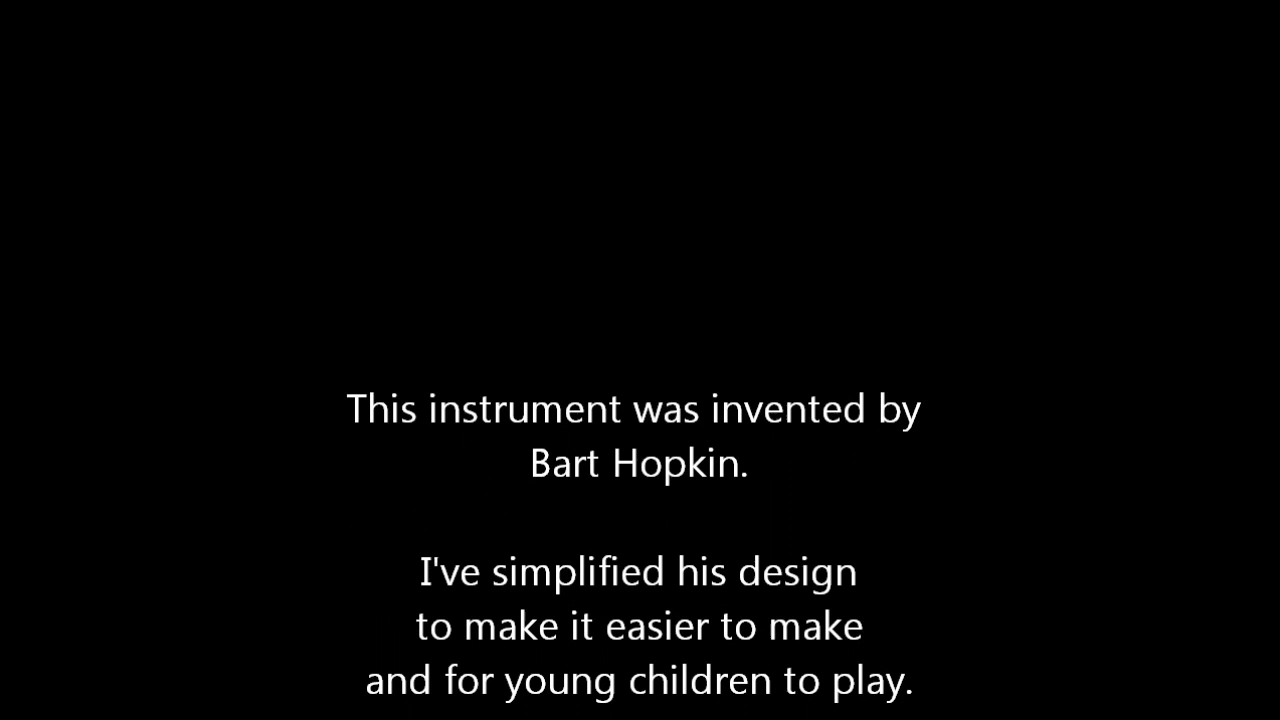 This instrument was invented by
Bart Hopkin.
I've simplified his design
to make it easier to make
and for young children to play.